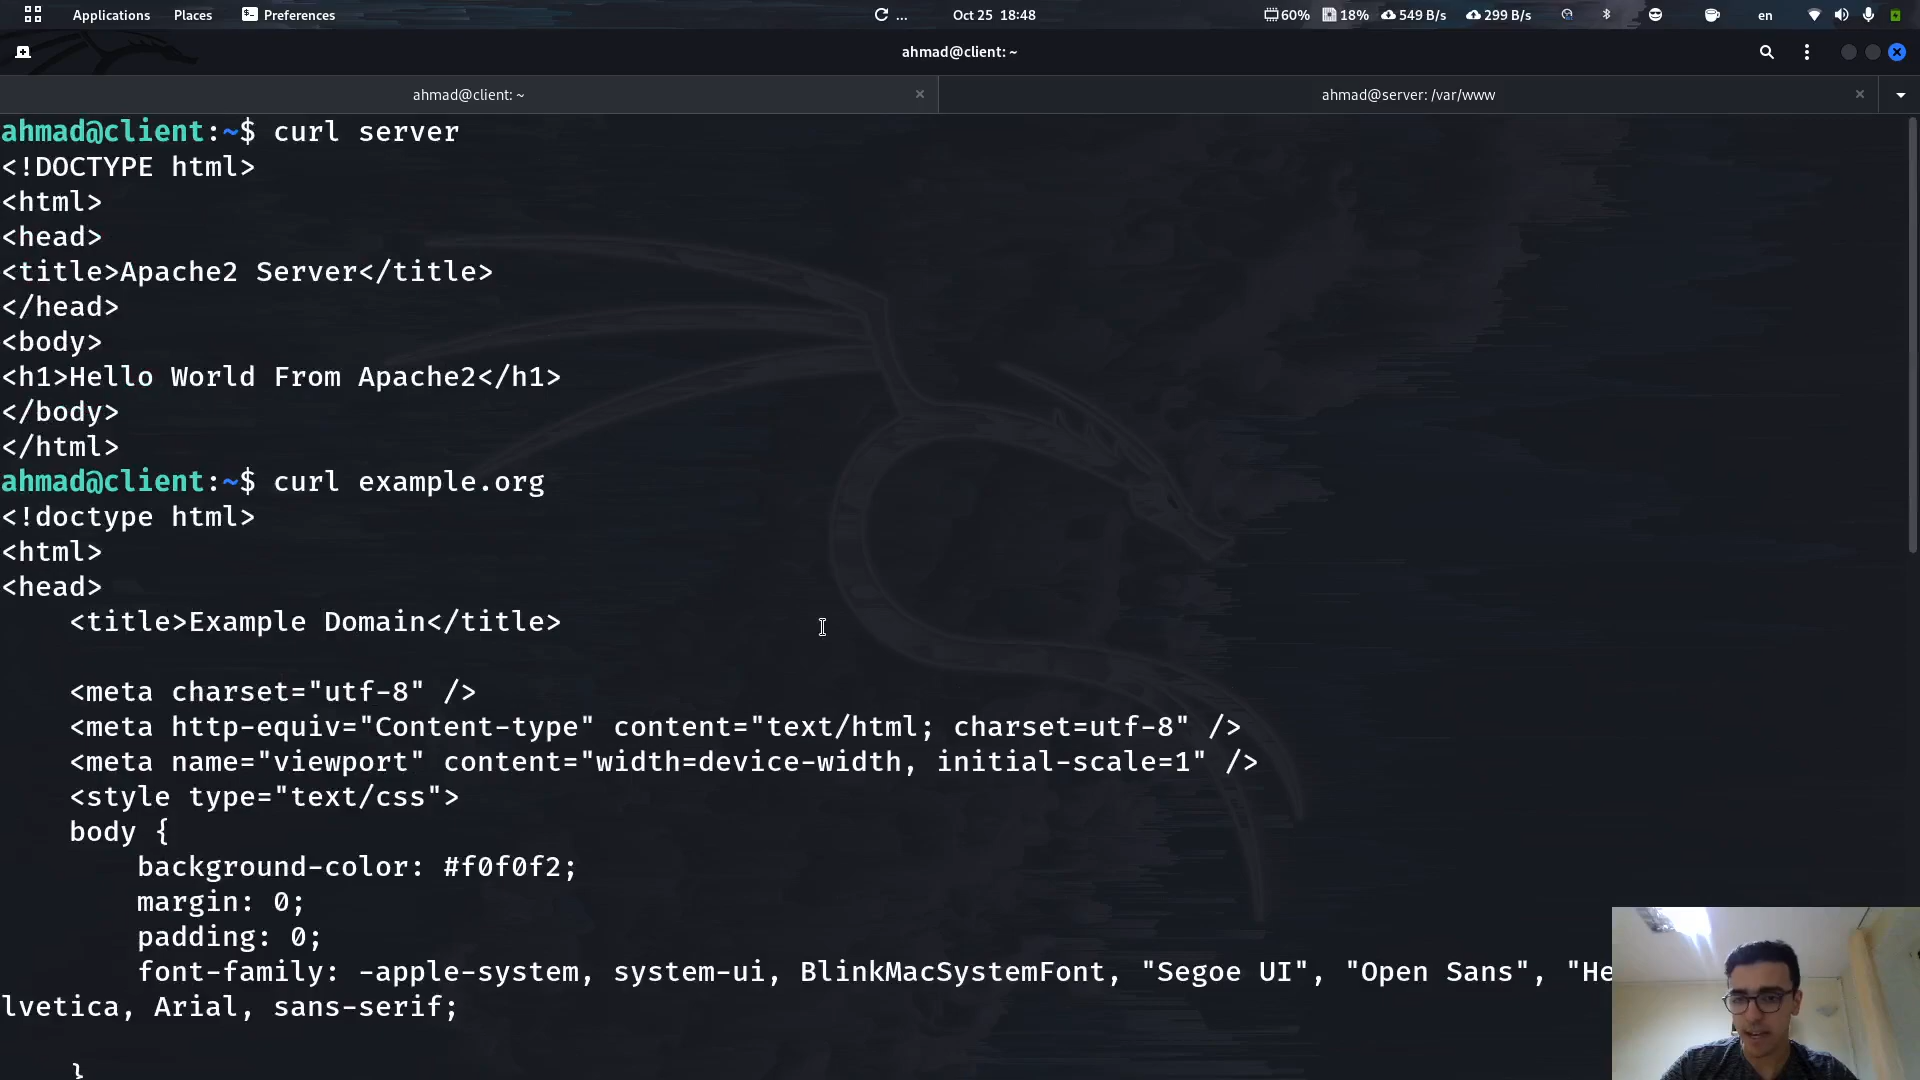 Applications Places Preferences ... Oct 25 18:48 60% 18% 549 B/s 299 B/s en
ahmad@client: ~
ahmad@client: ~ ahmad@server: /var/www
ahmad@client:~$ curl server
<!DOCTYPE html>
<html>
<head>
<title>Apache2 Server</title>
</head>
<body>
<h1>Hello World From Apache2</h1>
</body>
</html>
ahmad@client:~$ curl example.org
<!doctype html>
<html>
<head>
    <title>Example Domain</title>
    <meta charset="utf-8" />
    <meta http-equiv="Content-type" content="text/html; charset=utf-8" />
    <meta name="viewport" content="width=device-width, initial-scale=1" />
    <style type="text/css">
    body {
        background-color: #f0f0f2;
        margin: 0;
        padding: 0;
        font-family: -apple-system, system-ui, BlinkMacSystemFont, "Segoe UI", "Open Sans", "He
lvetica, Arial, sans-serif;
    }